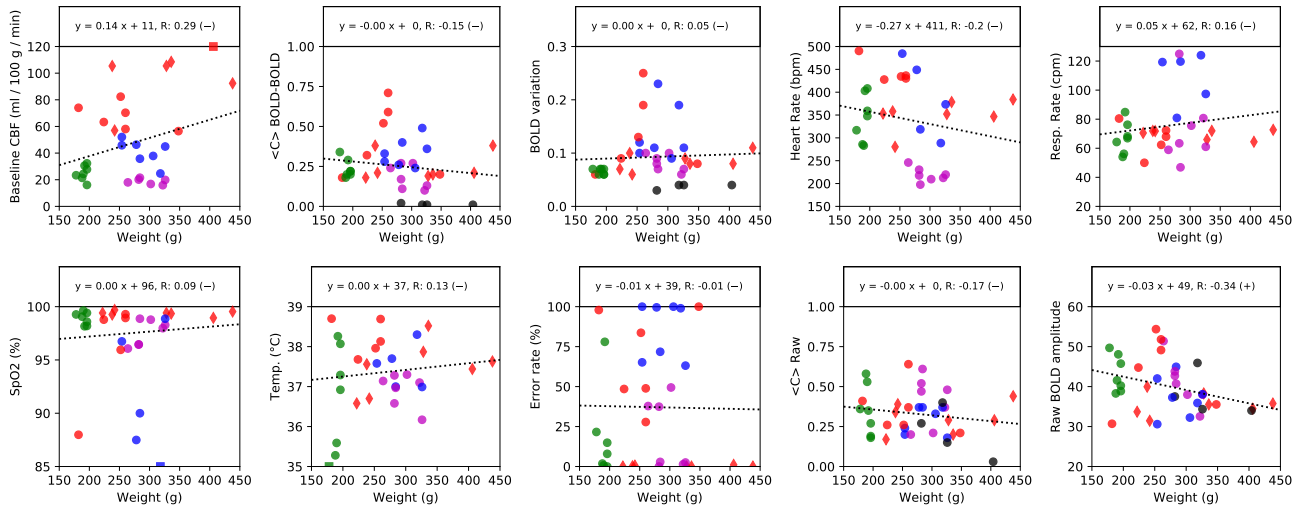 y = 0.14 x + 11, R: 0.29 (−)
Baseline CBF (ml / 100 g / min)
120
100
80
60
40
20
0
150 200 250 300 350 400 450
Weight (g)
y = -0.00 x + 0, R: -0.15 (−)
<C> BOLD-BOLD
1.00
0.75
0.50
0.25
0.00
150 200 250 300 350 400 450
Weight (g)
y = 0.00 x + 0, R: 0.05 (−)
BOLD variation
0.3
0.2
0.1
0.0
150 200 250 300 350 400 450
Weight (g)
y = -0.27 x + 411, R: -0.2 (−)
Heart Rate (bpm)
500
450
400
350
300
250
200
150
150 200 250 300 350 400 450
Weight (g)
y = 0.05 x + 62, R: 0.16 (−)
Resp. Rate (cpm)
120
100
80
60
40
20
150 200 250 300 350 400 450
Weight (g)
y = 0.00 x + 96, R: 0.09 (−)
SpO2 (%)
100
95
90
85
150 200 250 300 350 400 450
Weight (g)
y = 0.00 x + 37, R: 0.13 (−)
Temp. (°C)
39
38
37
36
35
150 200 250 300 350 400 450
Weight (g)
y = -0.01 x + 39, R: -0.01 (−)
Error rate (%)
100
75
50
25
0
150 200 250 300 350 400 450
Weight (g)
y = -0.00 x + 0, R: -0.17 (−)
<C> Raw
1.00
0.75
0.50
0.25
0.00
150 200 250 300 350 400 450
Weight (g)
y = -0.03 x + 49, R: -0.34 (+)
Raw BOLD amplitude
60
50
40
30
20
150 200 250 300 350 400 450
Weight (g)